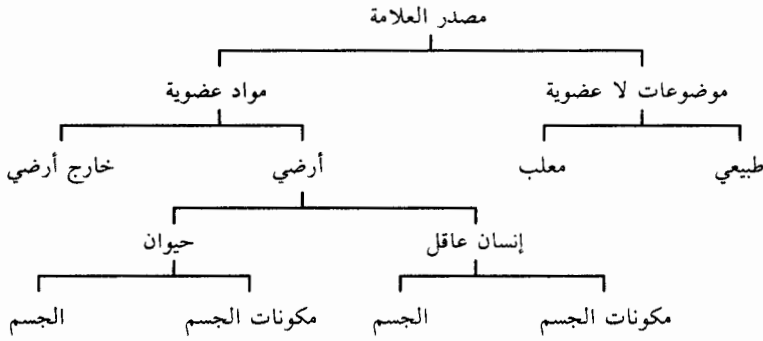 مصدر العلامة
موضوعات لا عضوية مواد عضوية
طبيعي معلب أرضي خارج أرضي
إنسان عاقل حيوان
مكونات الجسم الجسم مكونات الجسم الجسم